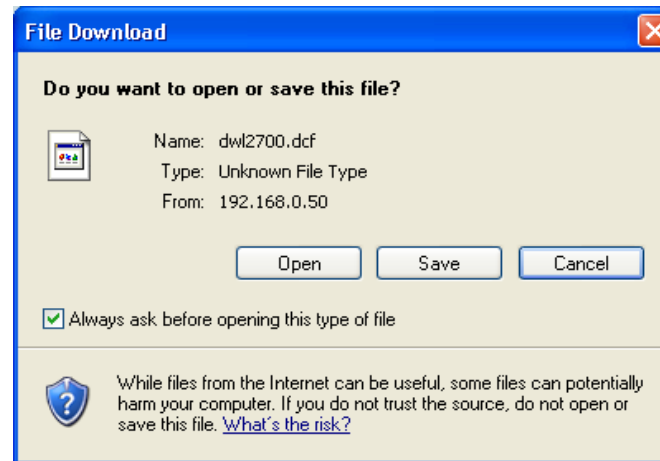 File Download
Do you want to open or save this file?
Name: dwl2700.dcf
Type: Unknown File Type
From: 192.168.0.50
Open Save Cancel
Always ask before opening this type of file
While files from the Internet can be useful, some files can potentially
harm your computer. If you do not trust the source, do not open or
save this file. What's the risk?